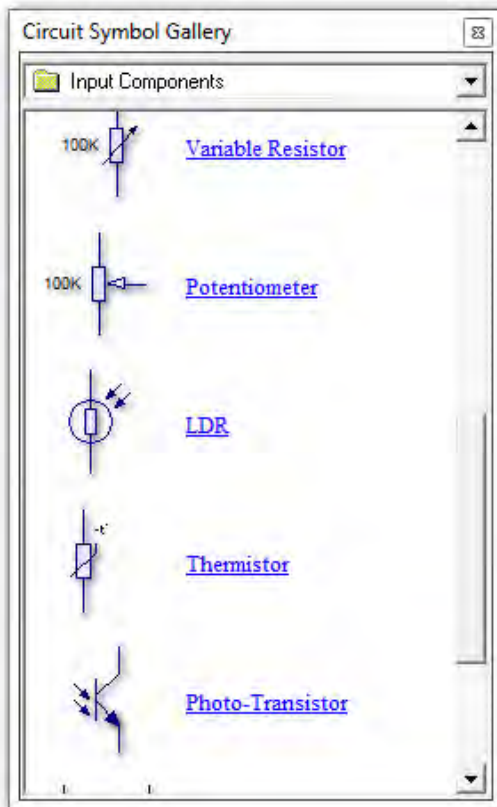 Circuit Symbol Gallery
Input Components
100K Variable Resistor
100K Potentiometer
LDR
-t° Thermistor
Photo-Transistor